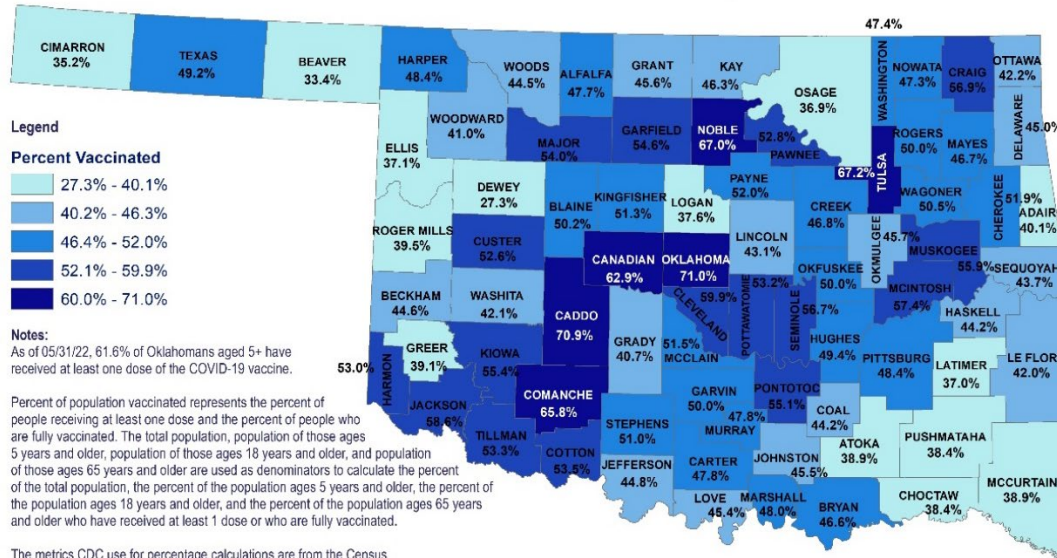 47.4%
CIMARRON
35.2%
TEXAS
49.2%
BEAVER
33.4%
HARPER
48.4%
WOODS
44.5%
ALFALFA
47.7%
GRANT
45.6%
KAY
46.3%
OSAGE
36.9%
WASHINGTON
NOWATA
47.3%
CRAIG
56.9%
OTTAWA
42.2%
DELAWARE
45.0%
WOODWARD
41.0%
MAJOR
54.0%
GARFIELD
54.6%
NOBLE
67.0%
52.8%
PAWNEE
67.2%
TULSA
ROGERS
50.0%
MAYES
46.7%
ELLIS
37.1%
DEWEY
27.3%
BLAINE
50.2%
KINGFISHER
51.3%
LOGAN
37.6%
PAYNE
52.0%
CREEK
46.8%
WAGONER
50.5%
CHEROKEE
51.9%
ADAIR
40.1%
ROGER MILLS
39.5%
CUSTER
52.6%
CANADIAN
62.9%
OKLAHOMA
71.0%
LINCOLN
43.1%
OKMULGEE
45.7%
MUSKOGEE
55.9%
SEQUOYAH
43.7%
OKFUSKEE
50.0%
MCINTOSH
57.4%
BECKHAM
44.6%
WASHITA
42.1%
CADDO
70.9%
GRADY
40.7%
CLEVELAND
59.9%
POTTAWATOMIE
53.2%
SEMINOLE
56.7%
HUGHES
49.4%
PITTSBURG
48.4%
HASKELL
44.2%
LATIMER
37.0%
LE FLOR
42.0%
53.0%
HARMON
GREER
39.1%
KIOWA
55.4%
51.5%
MCCLAIN
JACKSON
58.6%
COMANCHE
65.8%
TILLMAN
53.3%
COTTON
53.5%
STEPHENS
51.0%
GARVIN
50.0%
47.8%
MURRAY
PONTOTOC
55.1%
COAL
44.2%
ATOKA
38.9%
PUSHMATAHA
38.4%
MCCURTAIN
38.9%
JEFFERSON
44.8%
CARTER
47.8%
JOHNSTON
45.5%
LOVE
45.4%
MARSHALL
48.0%
BRYAN
46.6%
CHOCTAW
38.4%
Legend
Percent Vaccinated
27.3% - 40.1%
40.2% - 46.3%
46.4% - 52.0%
52.1% - 59.9%
60.0% - 71.0%
Notes:
As of 05/31/22, 61.6% of Oklahomans aged 5+ have
received at least one dose of the COVID-19 vaccine.
Percent of population vaccinated represents the percent of
people receiving at least one dose and the percent of people who
are fully vaccinated. The total population, population of those ages
5 years and older, population of those ages 18 years and older, and population
of those ages 65 years and older are used as denominators to calculate the percent
of the total population, the percent of the population ages 5 years and older, the percent of
the population ages 18 years and older, and the percent of the population ages 65 years
and older who have received at least 1 dose or who are fully vaccinated.
The metrics CDC use for percentage calculations are from the Census